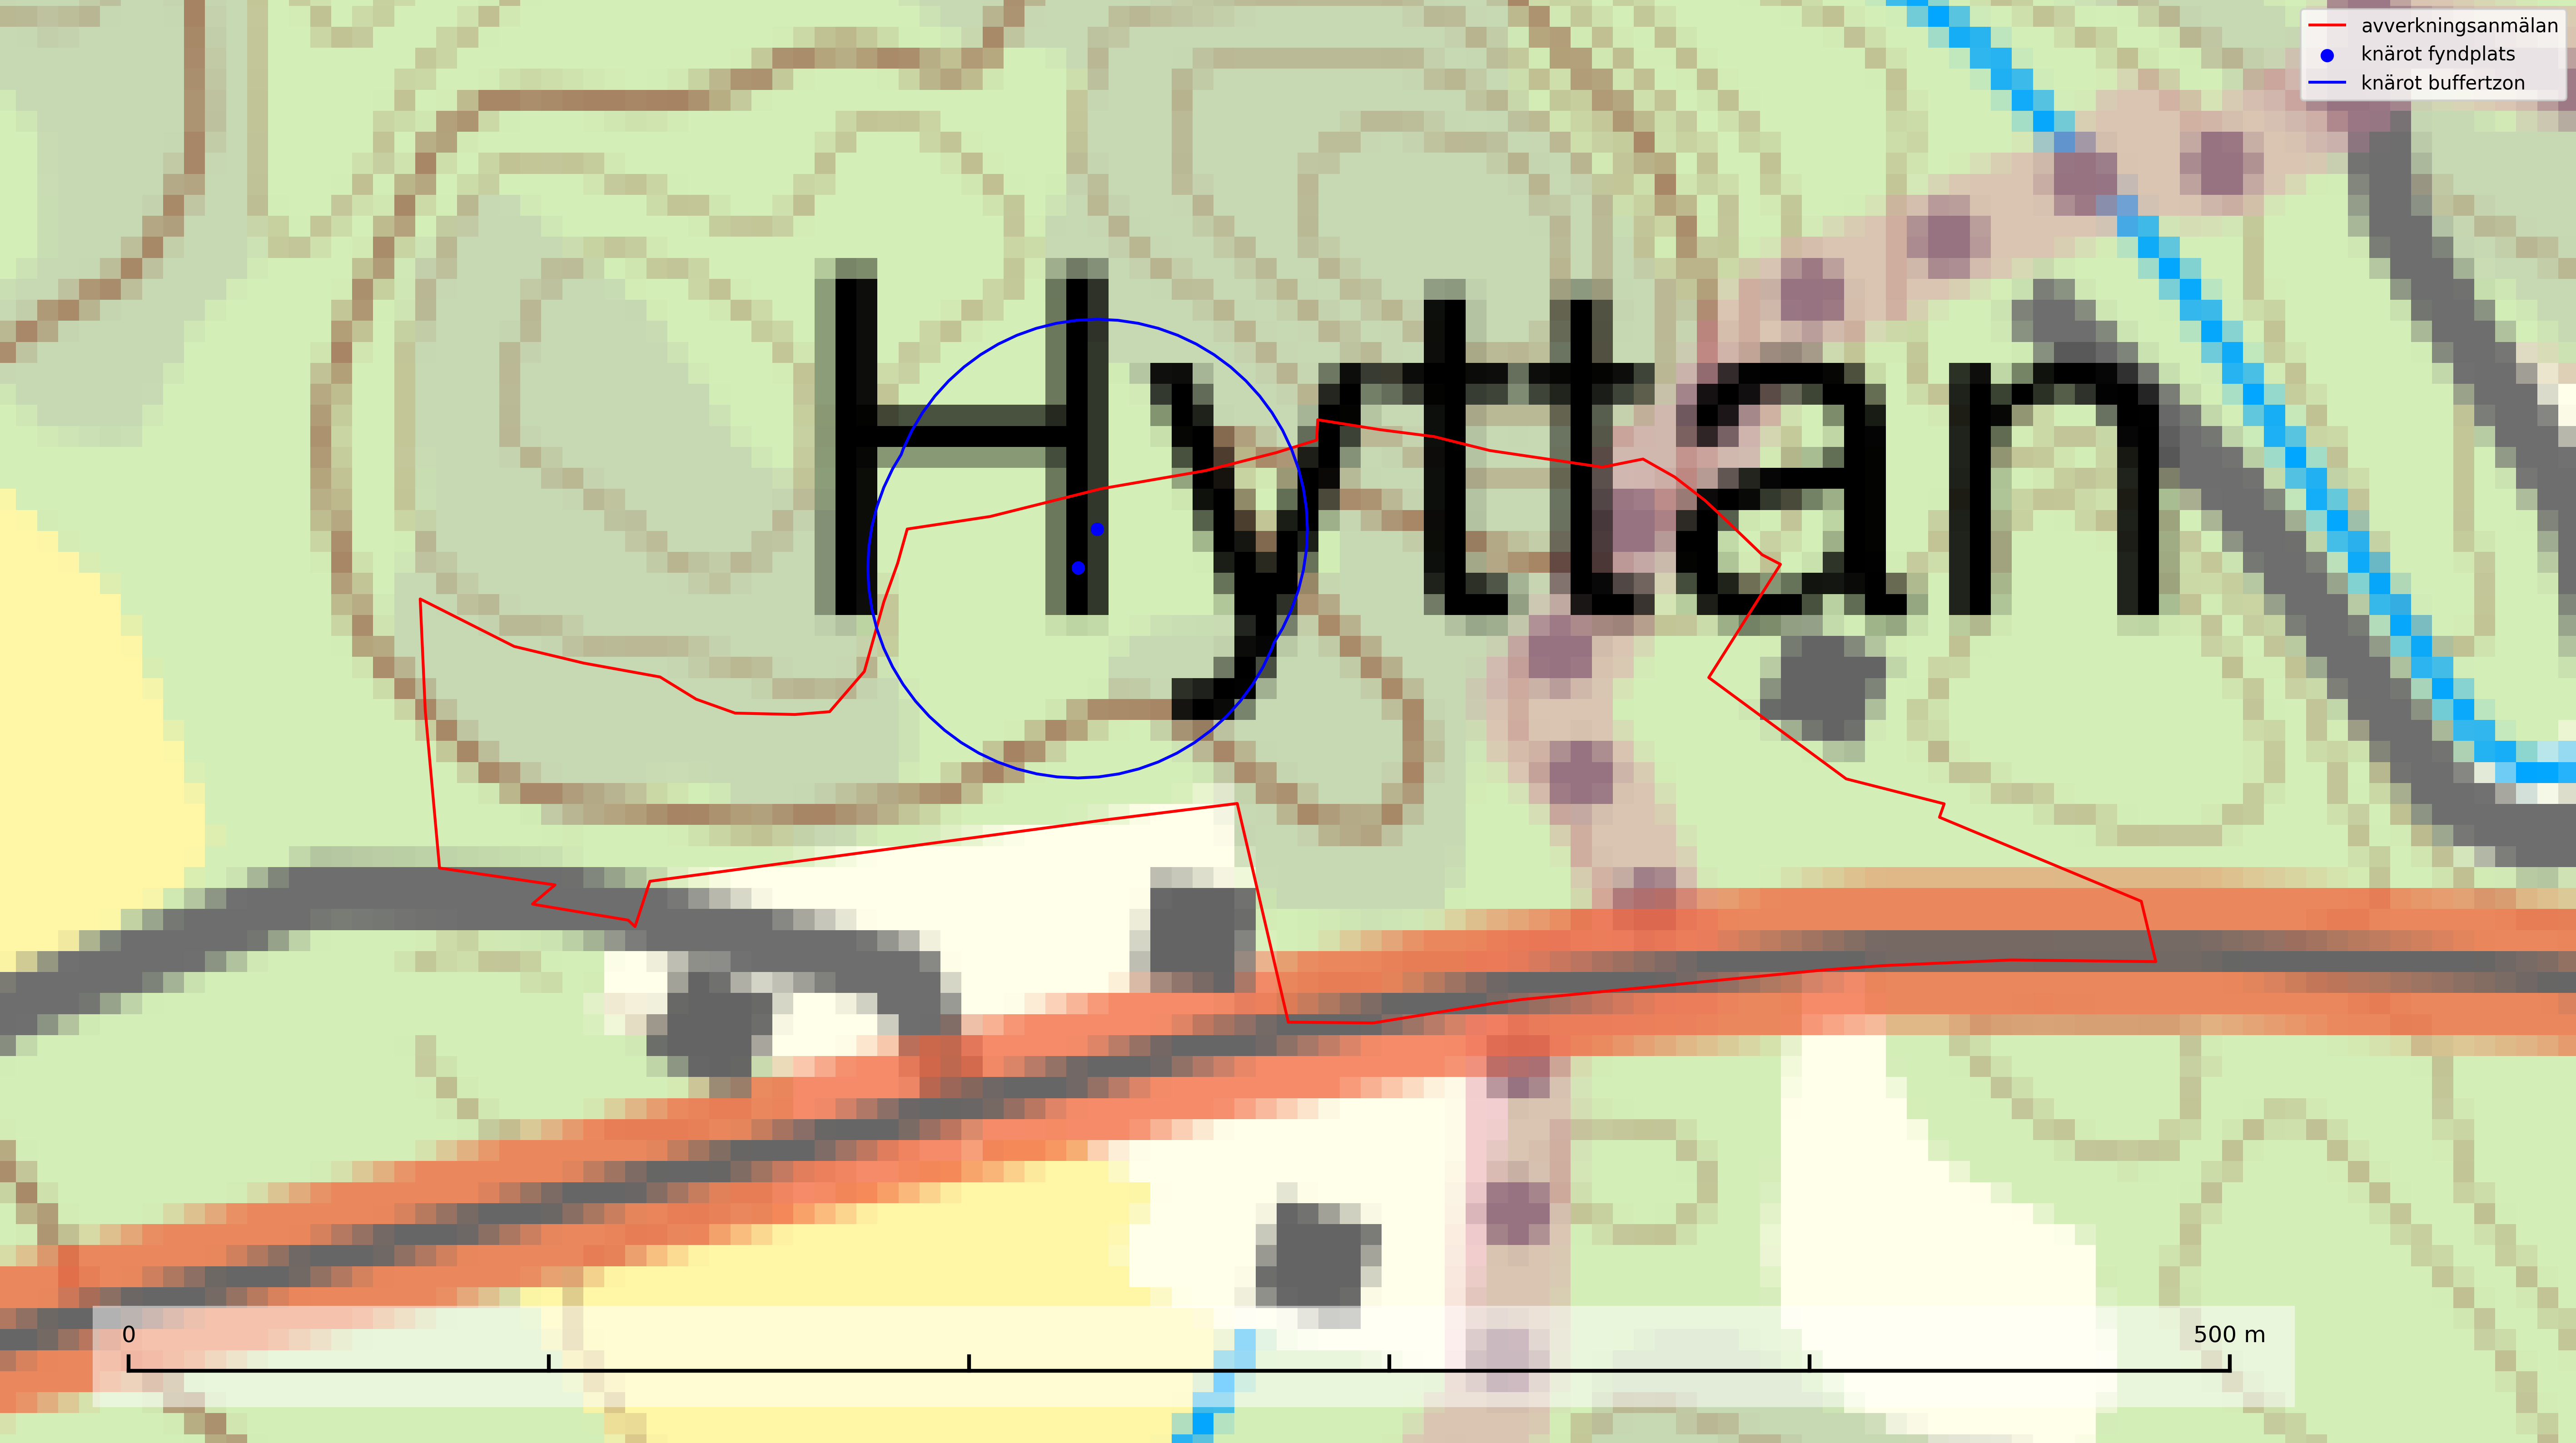 avverkningsanmälan
knärot fyndplats
knärot buffertzon
Hyttan
0 500 m